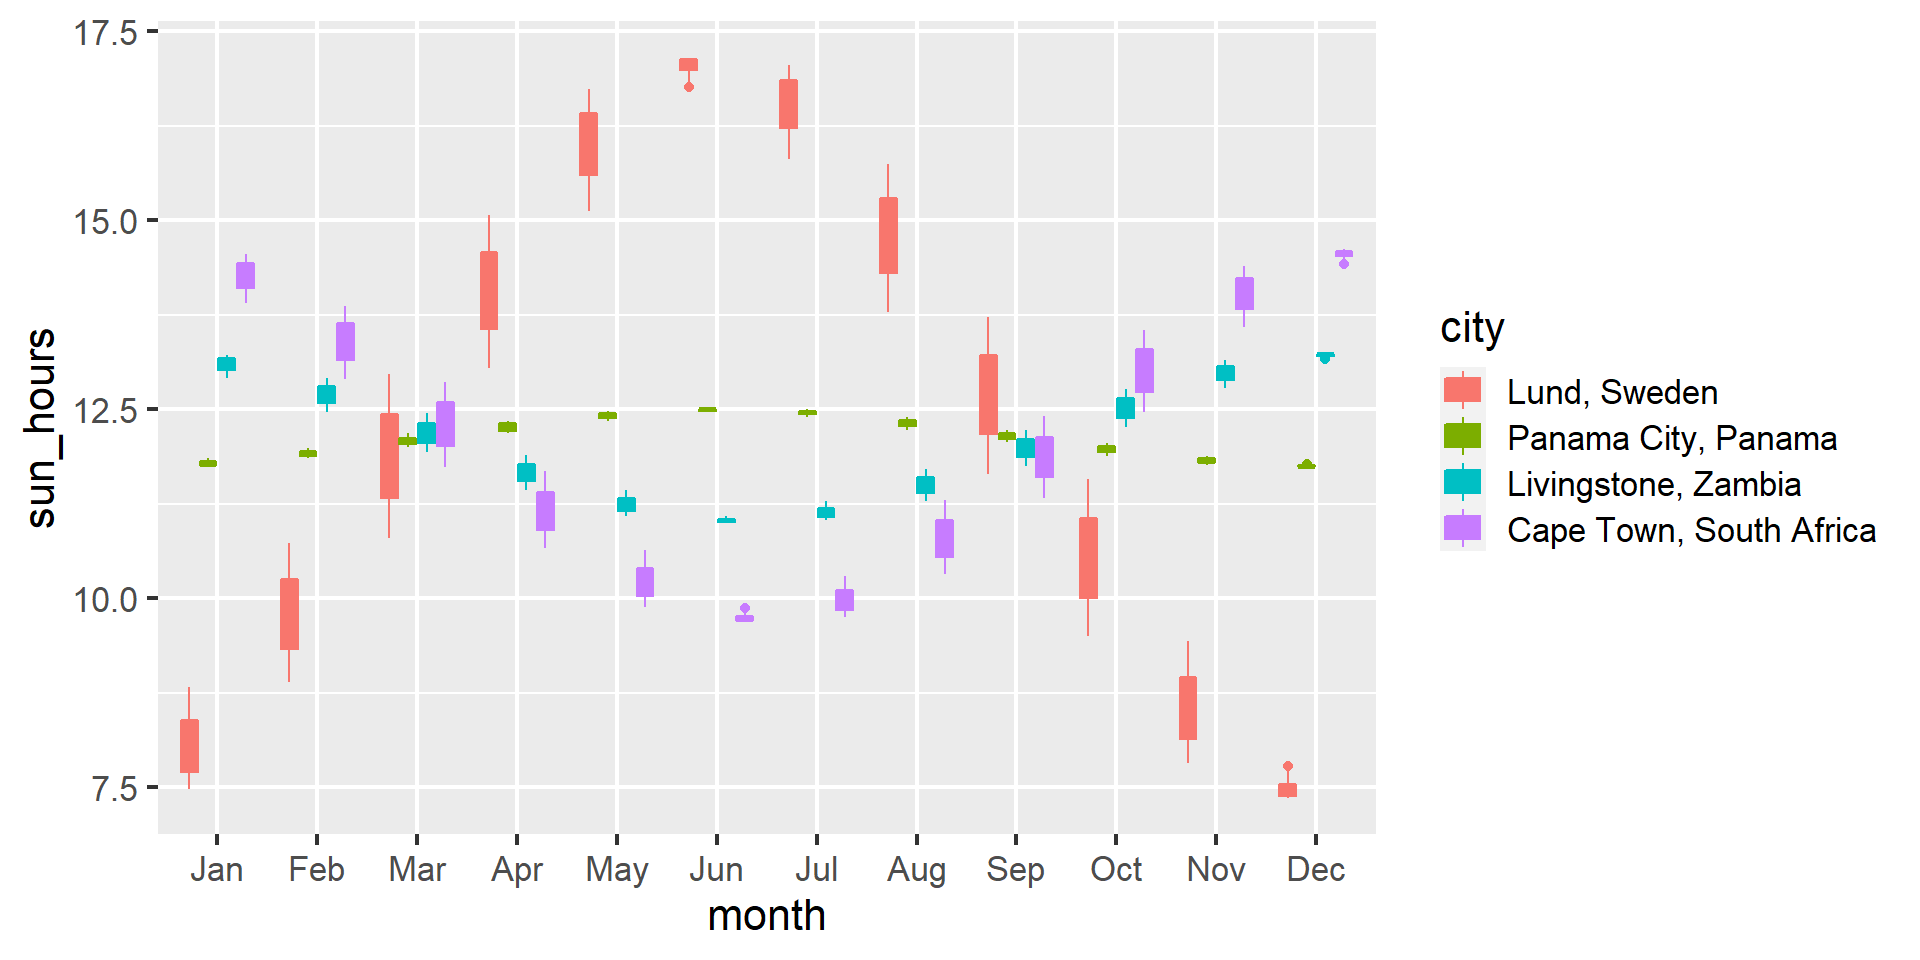 17.5
15.0
12.5
10.0
7.5
sun_hours
Jan Feb Mar Apr May Jun Jul Aug Sep Oct Nov Dec
month
city
Lund, Sweden
Panama City, Panama
Livingstone, Zambia
Cape Town, South Africa